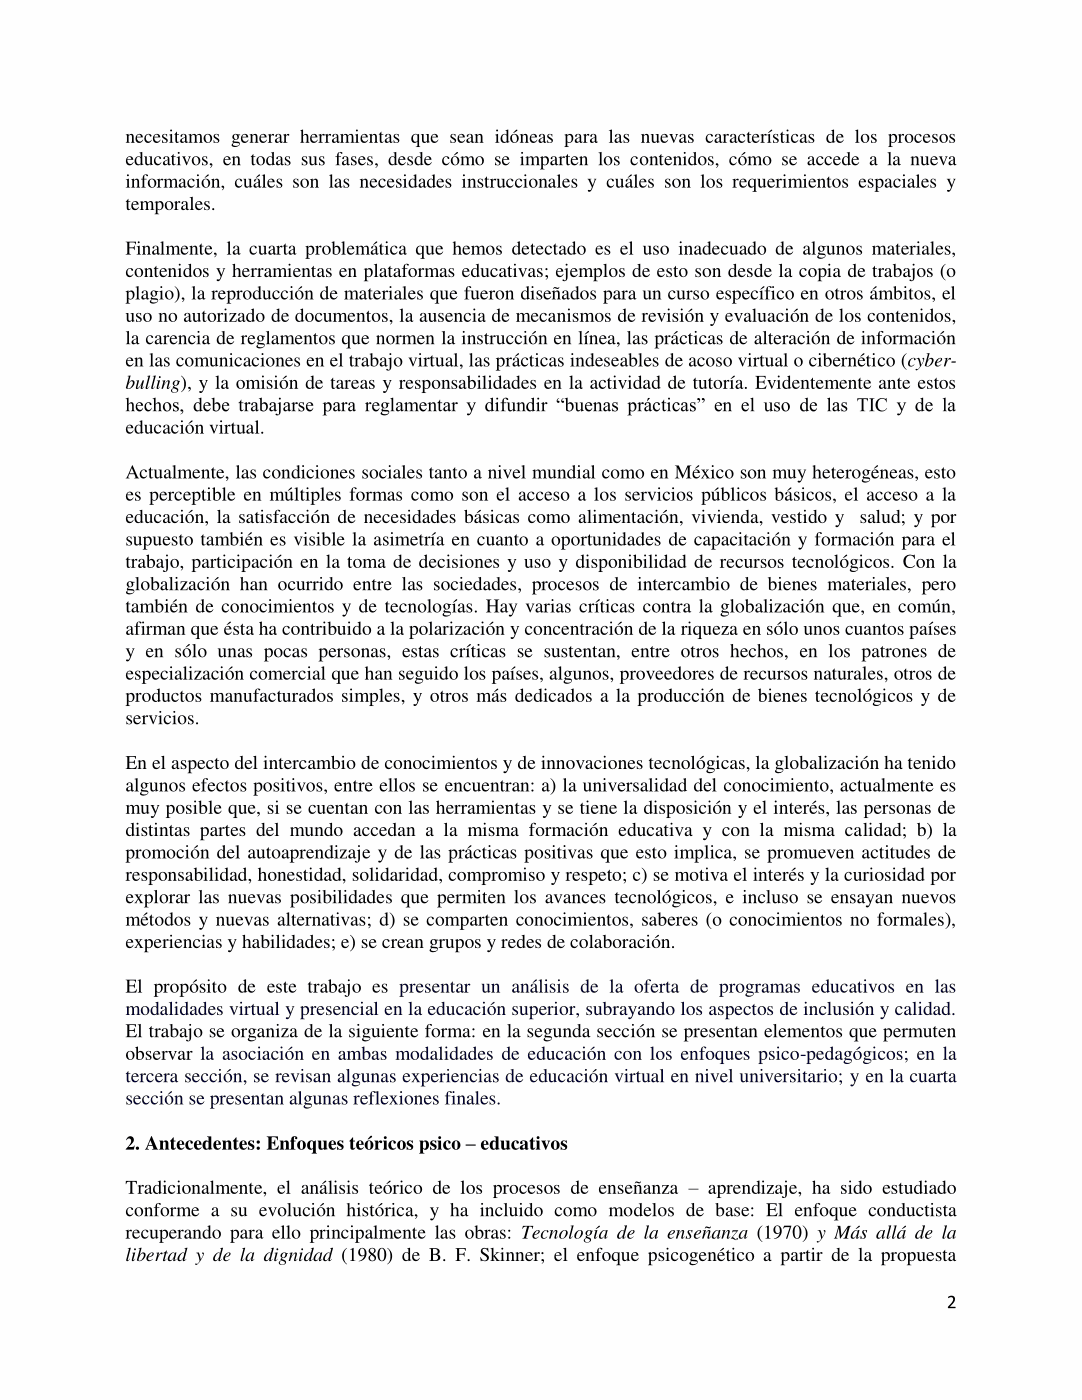 necesitamos generar herramientas que sean idóneas para las nuevas características de los procesos
educativos, en todas sus fases, desde cómo se imparten los contenidos, cómo se accede a la nueva
información, cuáles son las necesidades instruccionales y cuáles son los requerimientos espaciales y
temporales.
Finalmente, la cuarta problemática que hemos detectado es el uso inadecuado de algunos materiales,
contenidos y herramientas en plataformas educativas; ejemplos de esto son desde la copia de trabajos (o
plagio), la reproducción de materiales que fueron diseñados para un curso específico en otros ámbitos, el
uso no autorizado de documentos, la ausencia de mecanismos de revisión y evaluación de los contenidos,
la carencia de reglamentos que normen la instrucción en línea, las prácticas de alteración de información
en las comunicaciones en el trabajo virtual, las prácticas indeseables de acoso virtual o cibernético (cyber-
bulling), y la omisión de tareas y responsabilidades en la actividad de tutoría. Evidentemente ante estos
hechos, debe trabajarse para reglamentar y difundir “buenas prácticas” en el uso de las TIC y de la
educación virtual.
Actualmente, las condiciones sociales tanto a nivel mundial como en México son muy heterogéneas, esto
es perceptible en múltiples formas como son el acceso a los servicios públicos básicos, el acceso a la
educación, la satisfacción de necesidades básicas como alimentación, vivienda, vestido y salud; y por
supuesto también es visible la asimetría en cuanto a oportunidades de capacitación y formación para el
trabajo, participación en la toma de decisiones y uso y disponibilidad de recursos tecnológicos. Con la
globalización han ocurrido entre las sociedades, procesos de intercambio de bienes materiales, pero
también de conocimientos y de tecnologías. Hay varias críticas contra la globalización que, en común,
afirman que ésta ha contribuido a la polarización y concentración de la riqueza en sólo unos cuantos países
y en sólo unas pocas personas, estas críticas se sustentan, entre otros hechos, en los patrones de
especialización comercial que han seguido los países, algunos, proveedores de recursos naturales, otros de
productos manufacturados simples, y otros más dedicados a la producción de bienes tecnológicos y de
servicios.
En el aspecto del intercambio de conocimientos y de innovaciones tecnológicas, la globalización ha tenido
algunos efectos positivos, entre ellos se encuentran: a) la universalidad del conocimiento, actualmente es
muy posible que, si se cuentan con las herramientas y se tiene la disposición y el interés, las personas de
distintas partes del mundo accedan a la misma formación educativa y con la misma calidad; b) la
promoción del autoaprendizaje y de las prácticas positivas que esto implica, se promueven actitudes de
responsabilidad, honestidad, solidaridad, compromiso y respeto; c) se motiva el interés y la curiosidad por
explorar las nuevas posibilidades que permiten los avances tecnológicos, e incluso se ensayan nuevos
métodos y nuevas alternativas; d) se comparten conocimientos, saberes (o conocimientos no formales),
experiencias y habilidades; e) se crean grupos y redes de colaboración.
El propósito de este trabajo es presentar un análisis de la oferta de programas educativos en las
modalidades virtual y presencial en la educación superior, subrayando los aspectos de inclusión y calidad.
El trabajo se organiza de la siguiente forma: en la segunda sección se presentan elementos que permuten
observar la asociación en ambas modalidades de educación con los enfoques psico-pedagógicos; en la
tercera sección, se revisan algunas experiencias de educación virtual en nivel universitario; y en la cuarta
sección se presentan algunas reflexiones finales.
2. Antecedentes: Enfoques teóricos psico – educativos
Tradicionalmente, el análisis teórico de los procesos de enseñanza – aprendizaje, ha sido estudiado
conforme a su evolución histórica, y ha incluido como modelos de base: El enfoque conductista
recuperando para ello principalmente las obras: Tecnología de la enseñanza (1970) y Más allá de la
libertad y de la dignidad (1980) de B. F. Skinner; el enfoque psicogenético a partir de la propuesta
2